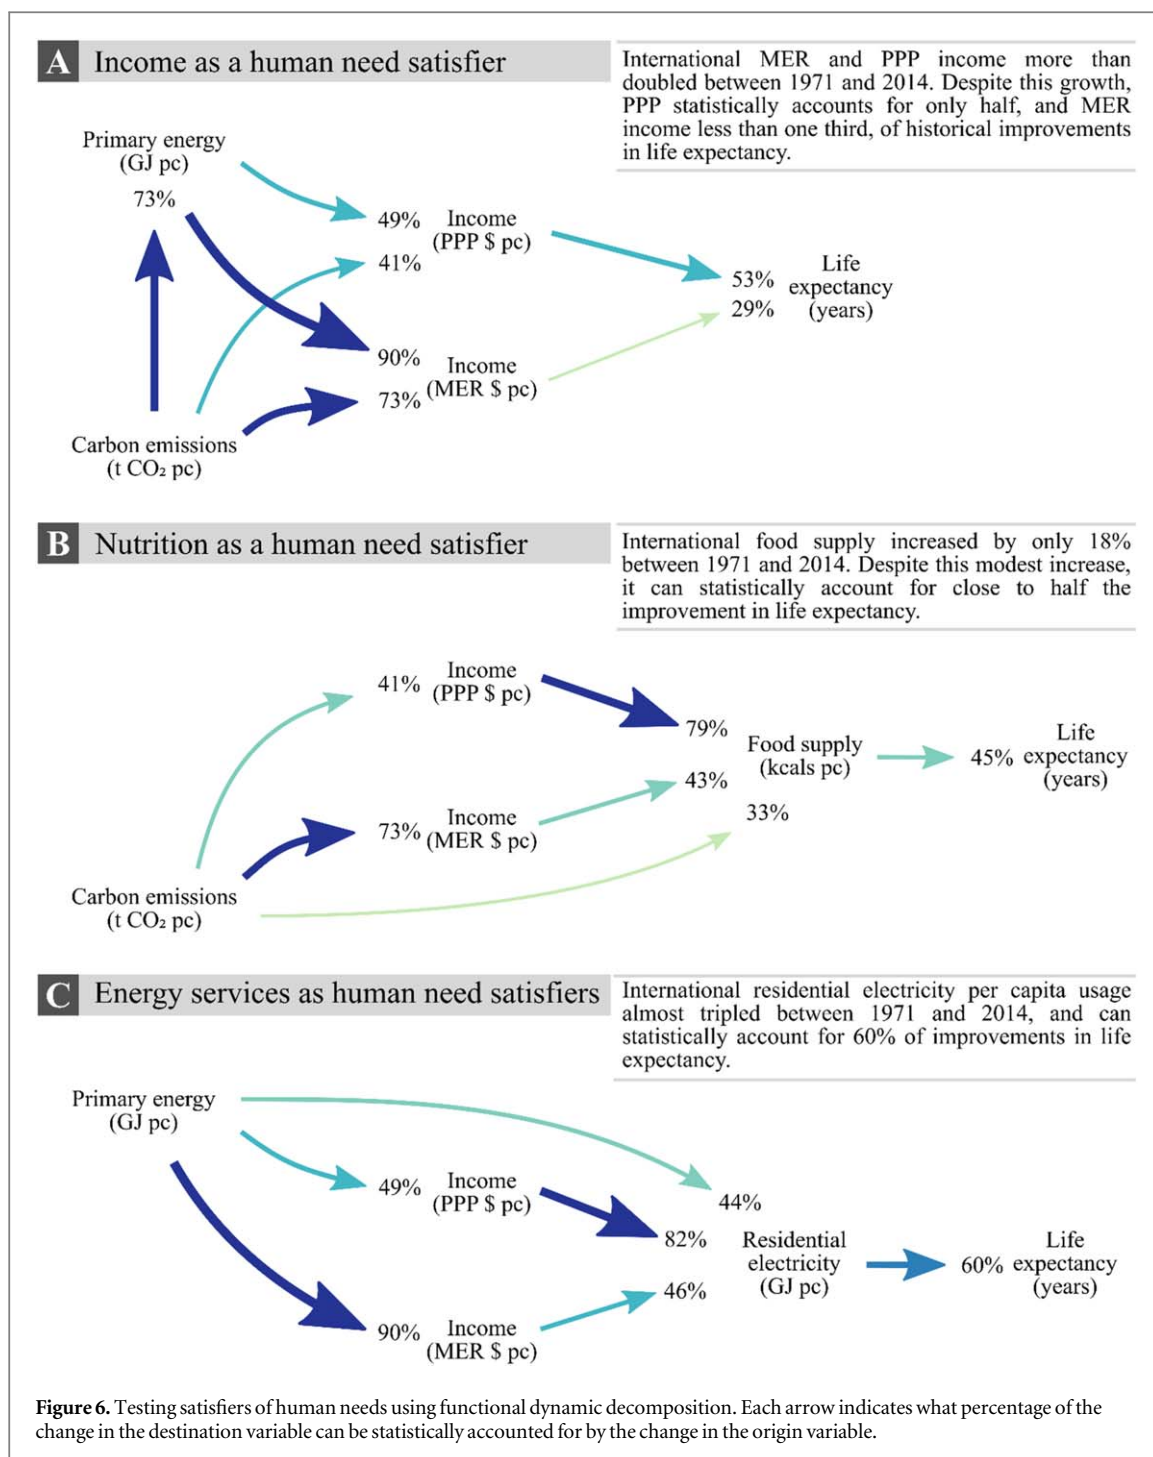 A Income as a human need satisfier
International MER and PPP income more than
doubled between 1971 and 2014. Despite this growth,
PPP statistically accounts for only half, and MER
income less than one third, of historical improvements
in life expectancy.
Primary energy
(GJ pc)
73%
49%
Income
(PPP $ pc)
41%
53%
29%
Life
expectancy
(years)
90%
Income
(MER $ pc)
73%
Carbon emissions
(t CO₂ pc)
B Nutrition as a human need satisfier
International food supply increased by only 18%
between 1971 and 2014. Despite this modest increase,
it can statistically account for close to half the
improvement in life expectancy.
41%
Income
(PPP $ pc)
79%
Food supply
(kcals pc)
43%
33%
45%
Life
expectancy
(years)
73%
Income
(MER $ pc)
Carbon emissions
(t CO₂ pc)
C Energy services as human need satisfiers
International residential electricity per capita usage
almost tripled between 1971 and 2014, and can
statistically account for 60% of improvements in life
expectancy.
Primary energy
(GJ pc)
49%
Income
(PPP $ pc)
44%
82%
Residential
electricity
(GJ pc)
46%
60%
Life
expectancy
(years)
90%
Income
(MER $ pc)
Figure 6. Testing satisfiers of human needs using functional dynamic decomposition. Each arrow indicates what percentage of the
change in the destination variable can be statistically accounted for by the change in the origin variable.